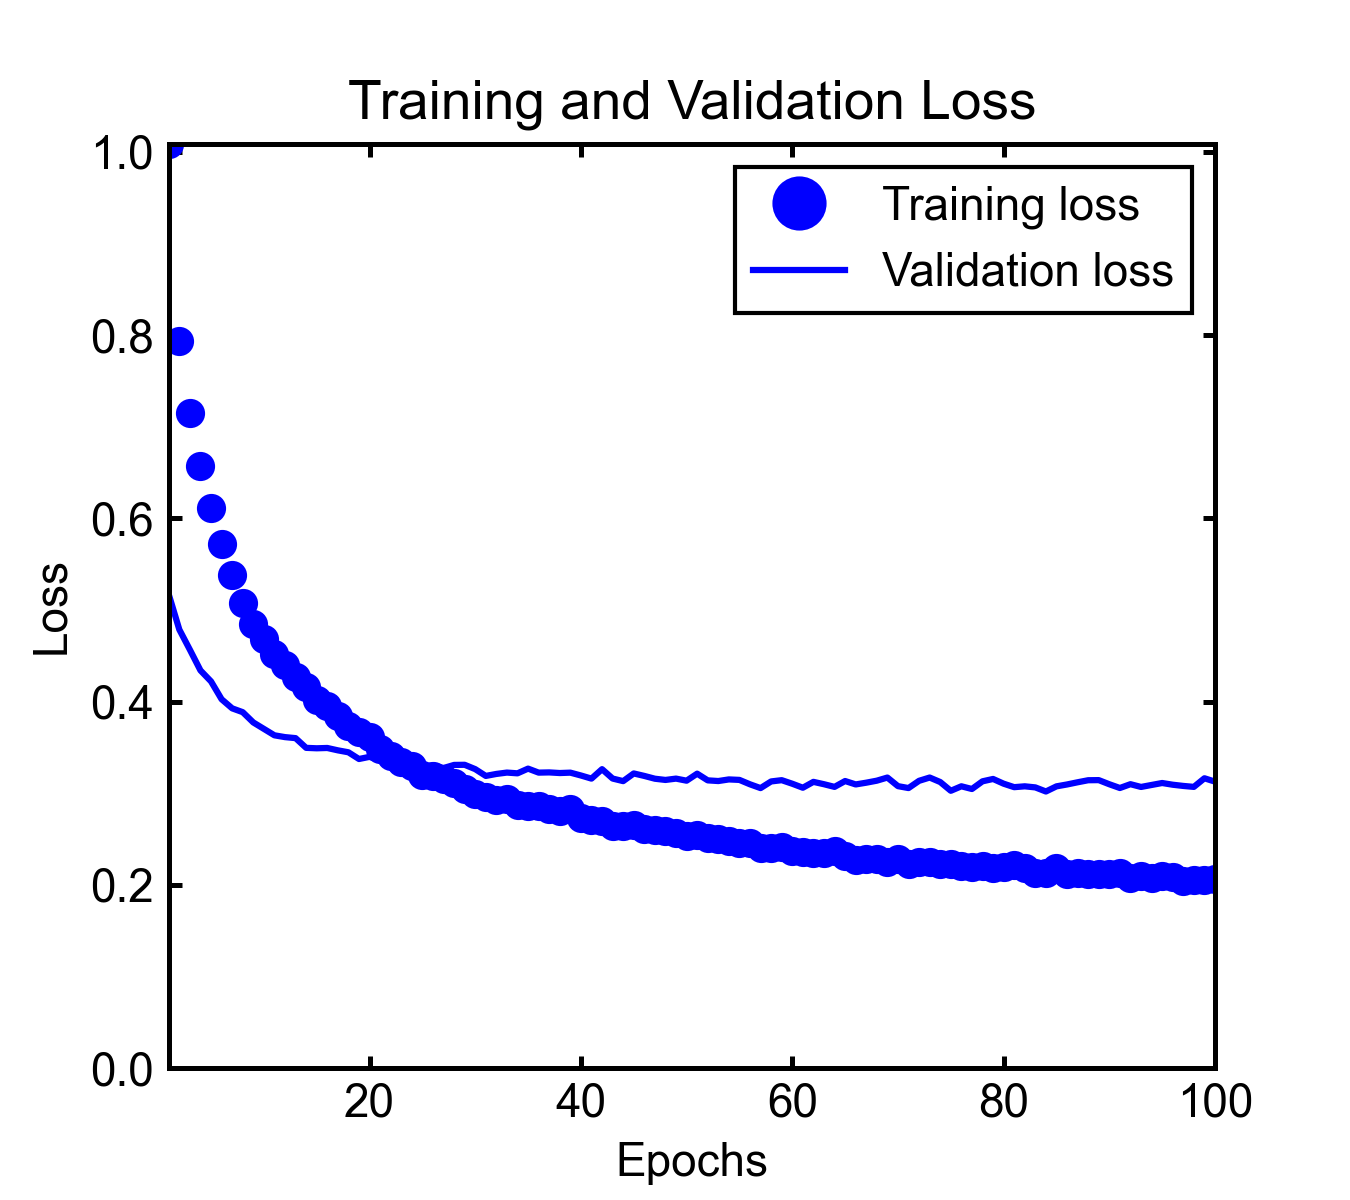 Training and Validation Loss
1.0
0.8
0.6
0.4
0.2
0.0
Training loss
Validation loss
Loss
20 40 60 80 100
Epochs